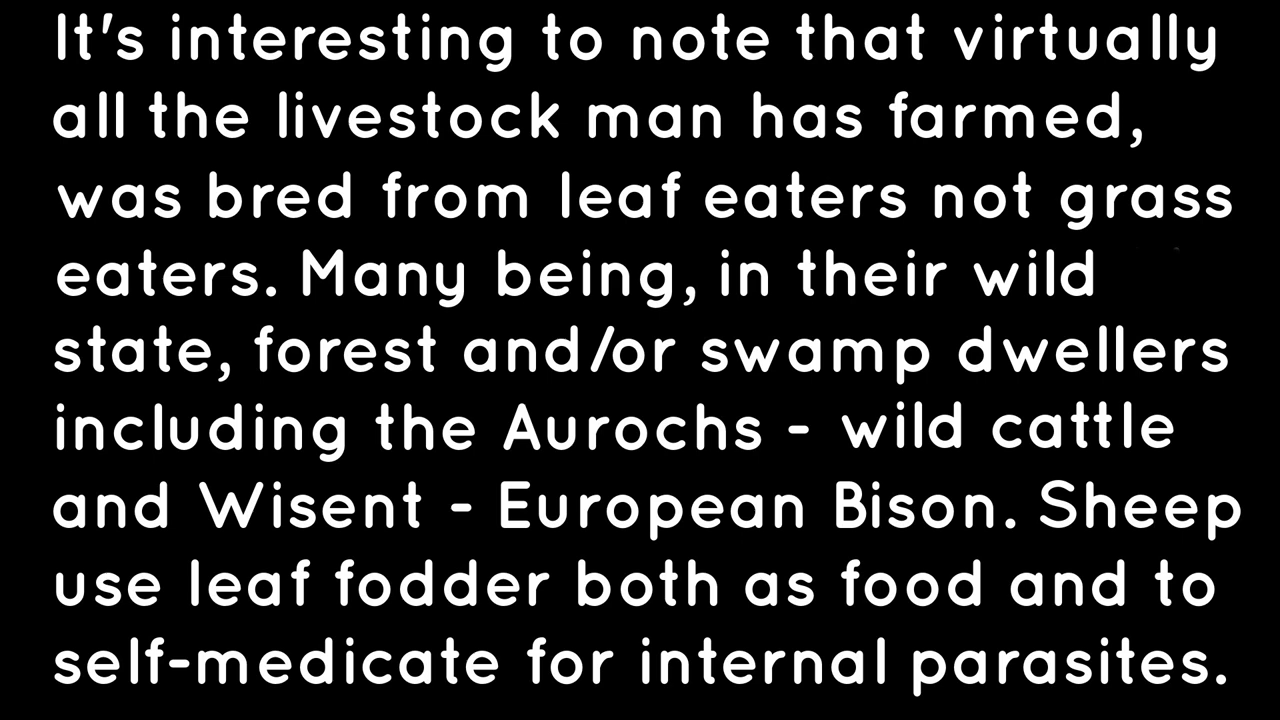 It's interesting to note that virtually
all the livestock man has farmed,
was bred from leaf eaters not grass
eaters. Many being, in their wild
state, forest and/or swamp dwellers
including the Aurochs - wild cattle
and Wisent - European Bison. Sheep
use leaf fodder both as food and to
self-medicate for internal parasites.